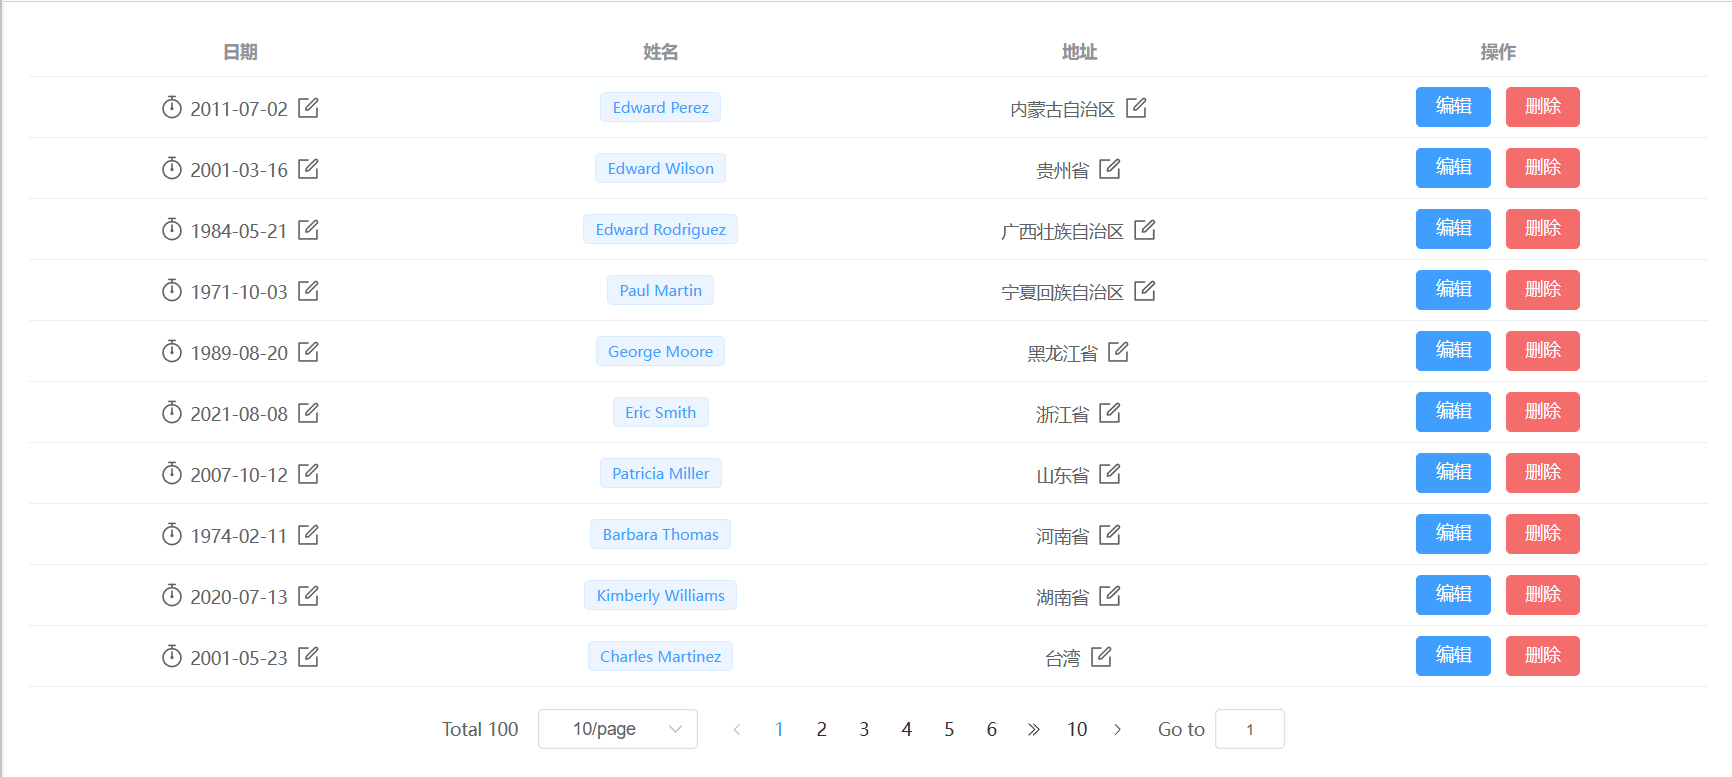 日期 姓名 地址 操作
2011-07-02 Edward Perez 内蒙古自治区 编辑 删除
2001-03-16 Edward Wilson 贵州省 编辑 删除
1984-05-21 Edward Rodriguez 广西壮族自治区 编辑 删除
1971-10-03 Paul Martin 宁夏回族自治区 编辑 删除
1989-08-20 George Moore 黑龙江省 编辑 删除
2021-08-08 Eric Smith 浙江省 编辑 删除
2007-10-12 Patricia Miller 山东省 编辑 删除
1974-02-11 Barbara Thomas 河南省 编辑 删除
2020-07-13 Kimberly Williams 湖南省 编辑 删除
2001-05-23 Charles Martinez 台湾 编辑 删除
Total 100 10/page 1 2 3 4 5 6 10 Go to 1